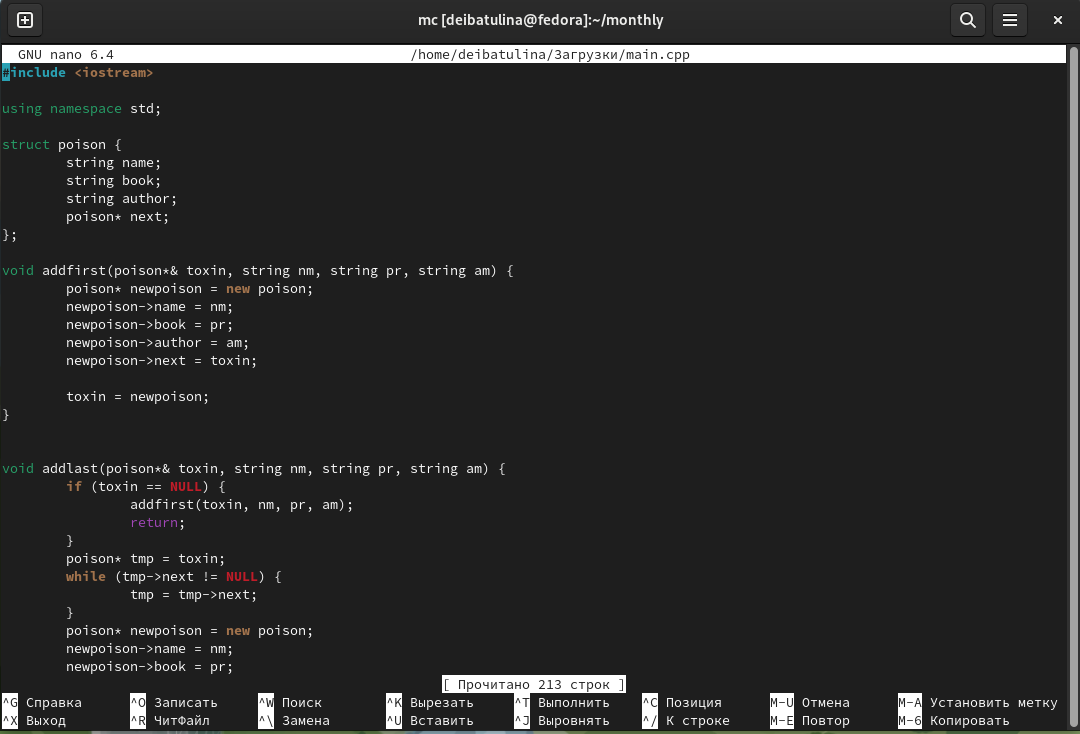 mc [deibatulina@fedora]:~/monthly
GNU nano 6.4 /home/deibatulina/Загрузки/main.cpp
#include <iostream>
using namespace std;
struct poison {
string name;
string book;
string author;
poison* next;
};
void addfirst(poison*& toxin, string nm, string pr, string am) {
poison* newpoison = new poison;
newpoison->name = nm;
newpoison->book = pr;
newpoison->author = am;
newpoison->next = toxin;
toxin = newpoison;
}
void addlast(poison*& toxin, string nm, string pr, string am) {
if (toxin == NULL) {
addfirst(toxin, nm, pr, am);
return;
}
poison* tmp = toxin;
while (tmp->next != NULL) {
tmp = tmp->next;
}
poison* newpoison = new poison;
newpoison->name = nm;
newpoison->book = pr;
[ Прочитано 213 строк ]
^G Справка ^O Записать ^W Поиск ^K Вырезать ^T Выполнить ^C Позиция M-U Отмена M-A Установить метку
^X Выход ^R ЧитФайл ^\ Замена ^U Вставить ^J Выровнять ^/ К строке M-E Повтор M-6 Копировать